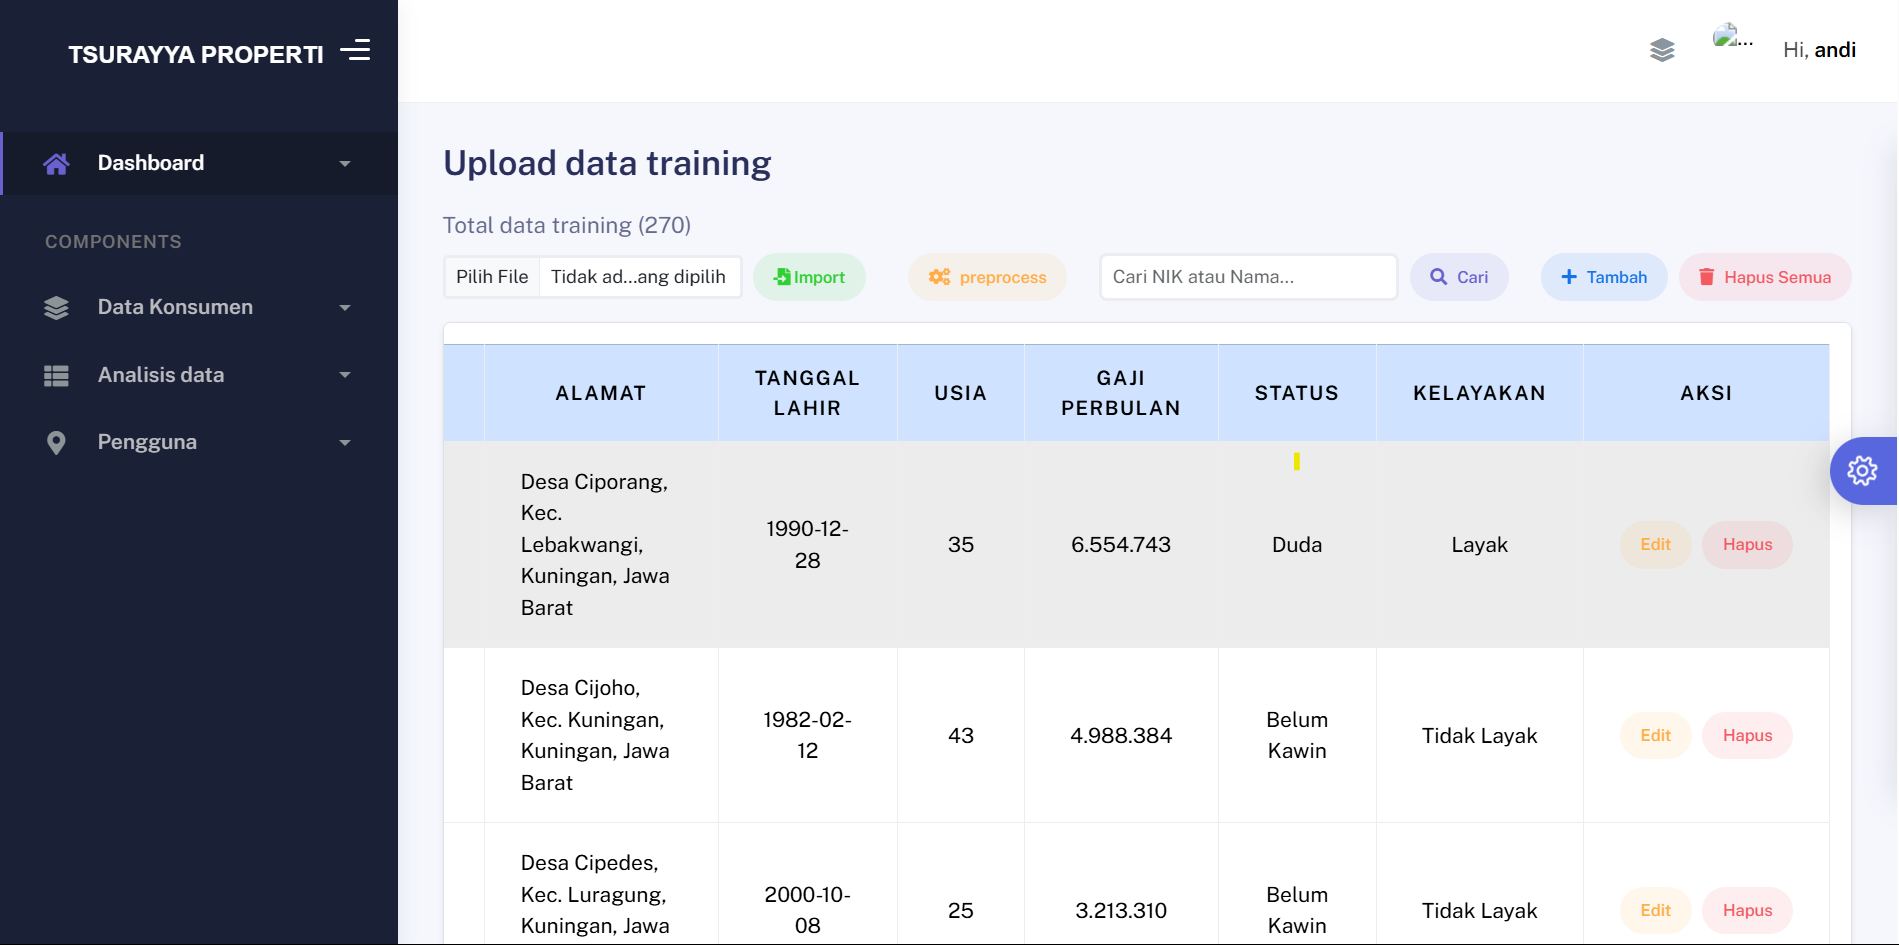 TSURAYYA PROPERTI
...
Hi, andi
Dashboard
COMPONENTS
Data Konsumen
Analisis data
Pengguna
Upload data training
Total data training (270)
Pilih File Tidak ad...ang dipilih Import preprocess Cari NIK atau Nama... Cari Tambah Hapus Semua
ALAMAT TANGGAL LAHIR USIA GAJI PERBULAN STATUS KELAYAKAN AKSI
Desa Ciporang,
Kec.
Lebakwangi,
Kuningan, Jawa
Barat
1990-12-
28
35
6.554.743
Duda
Layak
Edit Hapus
Desa Cijoho,
Kec. Kuningan,
Kuningan, Jawa
Barat
1982-02-
12
43
4.988.384
Belum
Kawin
Tidak Layak
Edit Hapus
Desa Cipedes,
Kec. Luragung,
Kuningan, Jawa
2000-10-
08
25
3.213.310
Belum
Kawin
Tidak Layak
Edit Hapus